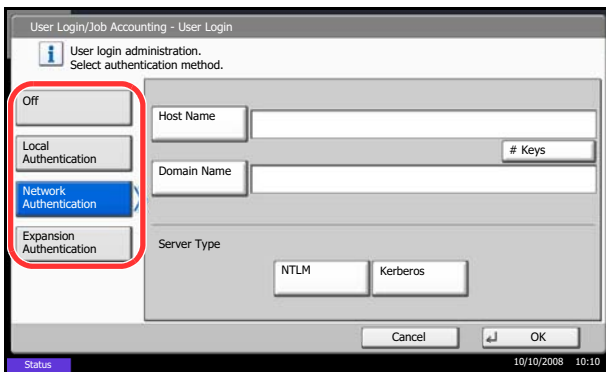 User Login/Job Accounting - User Login
User login administration.
Select authentication method.
Off
Local
Authentication
Network
Authentication
Expansion
Authentication
Host Name
# Keys
Domain Name
Server Type
NTLM
Kerberos
Cancel
OK
Status
10/10/2008 10:10